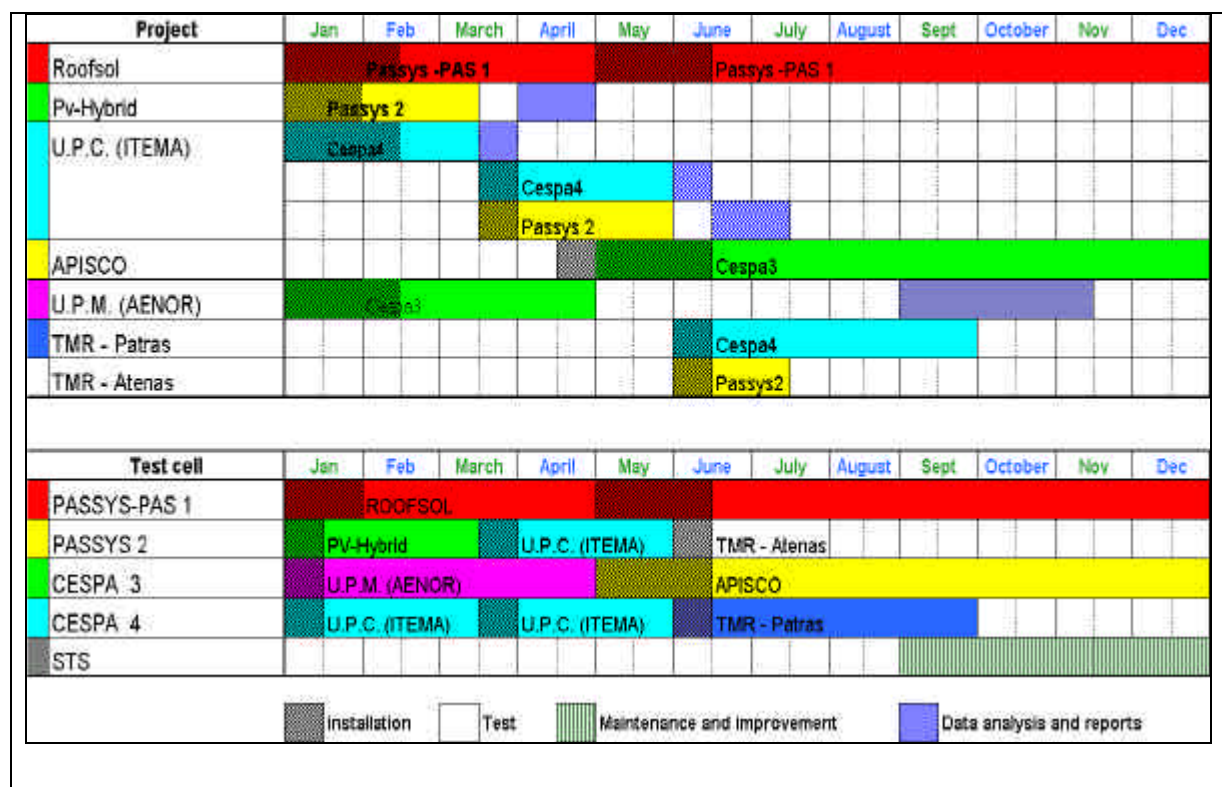 Project Jan Feb March April May June July August Sept October Nov Dec
Roofsol Passys -PAS 1 Passys -PAS 1
Pv-Hybrid Passys 2
U.P.C. (ITEMA) Cespa4
Cespa4
Passys 2
APISCO Cespa3
U.P.M. (AENOR) Cespa3
TMR - Patras Cespa4
TMR - Atenas Passys2
Test cell Jan Feb March April May June July August Sept October Nov Dec
PASSYS-PAS 1 ROOFSOL
PASSYS 2 PV-Hybrid U.P.C. (ITEMA) TMR - Atenas
CESPA 3 U.P.M. (AENOR) APISCO
CESPA 4 U.P.C. (ITEMA) U.P.C. (ITEMA) TMR - Patras
STS
installation Test Maintenance and improvement Data analysis and reports